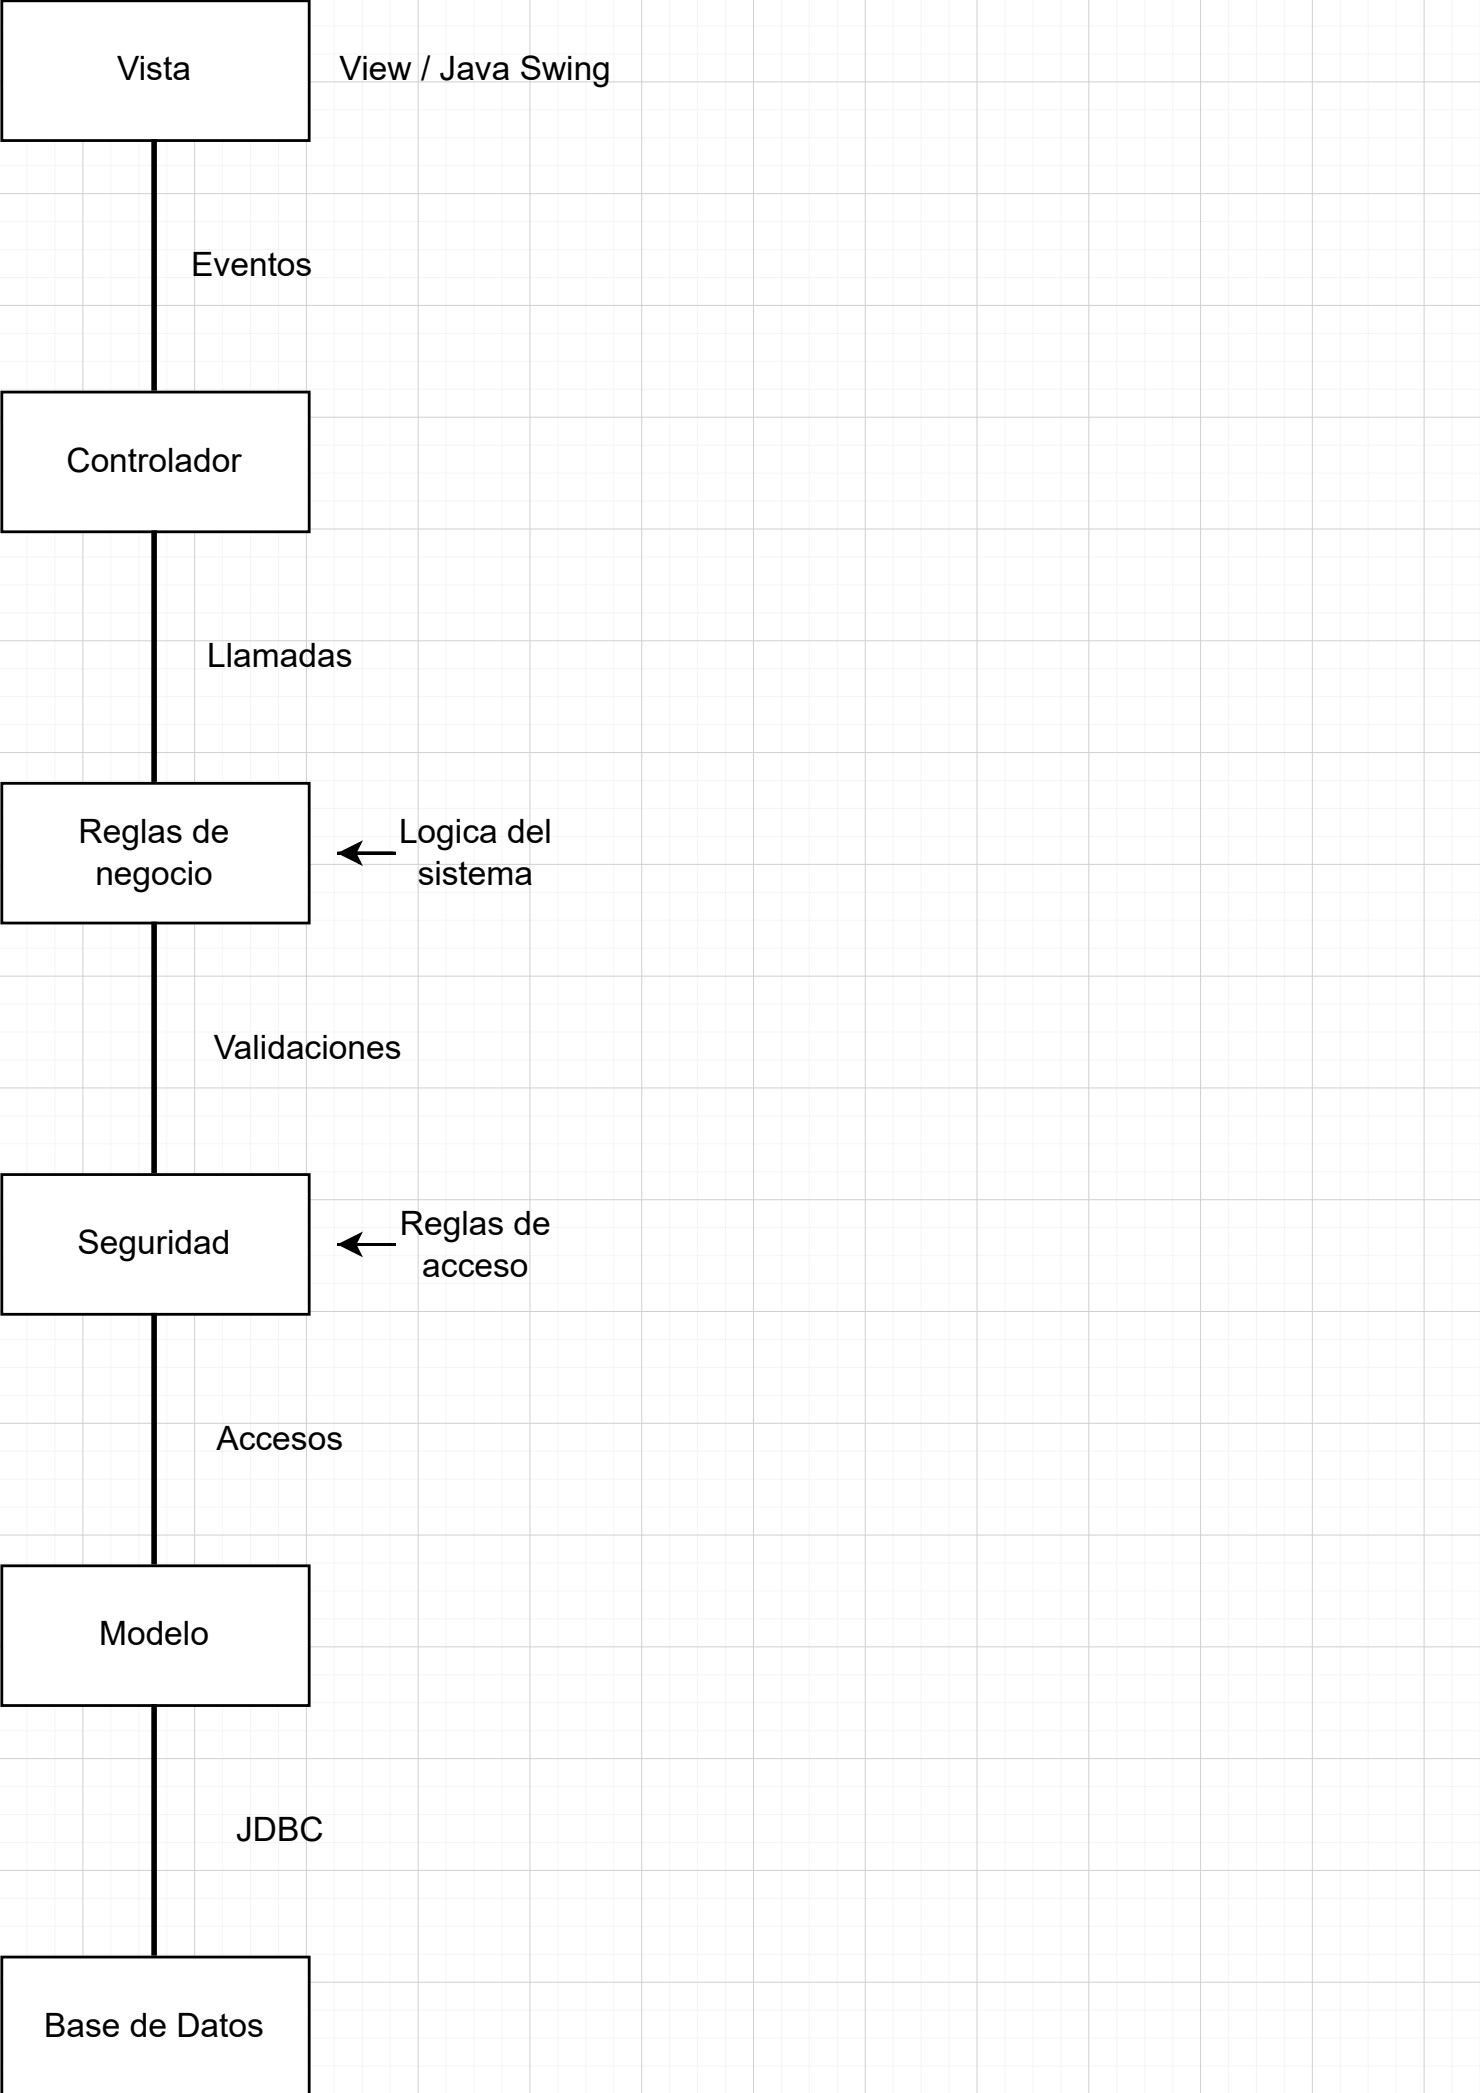 Vista
View / Java Swing
Eventos
Controlador
Llamadas
Reglas de
negocio
Logica del
sistema
Validaciones
Seguridad
Reglas de
acceso
Accesos
Modelo
JDBC
Base de Datos